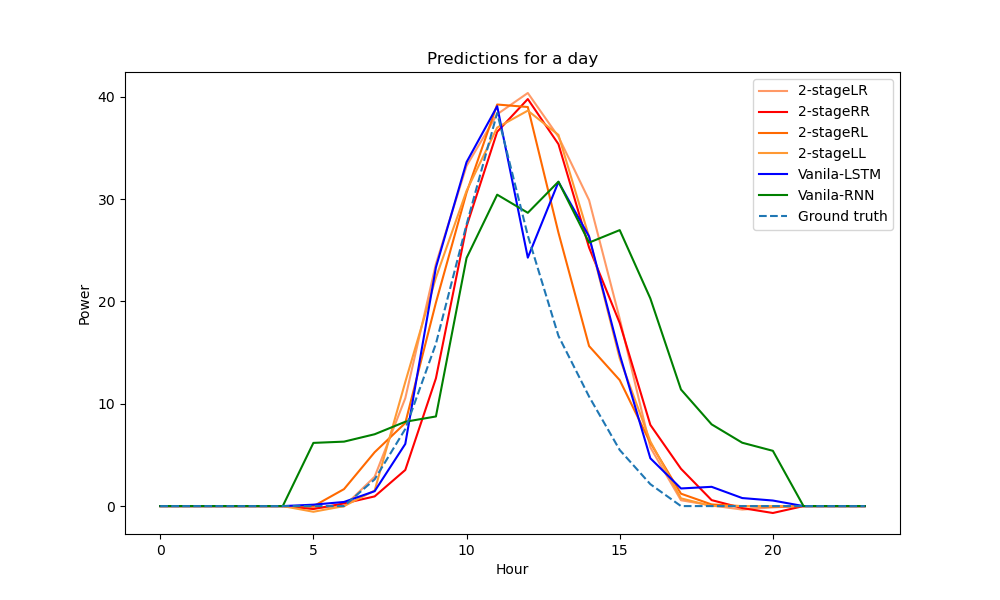 Predictions for a day
40
30
20
10
0
Power
2-stageLR
2-stageRR
2-stageRL
2-stageLL
Vanila-LSTM
Vanila-RNN
Ground truth
0
5
10
15
20
Hour